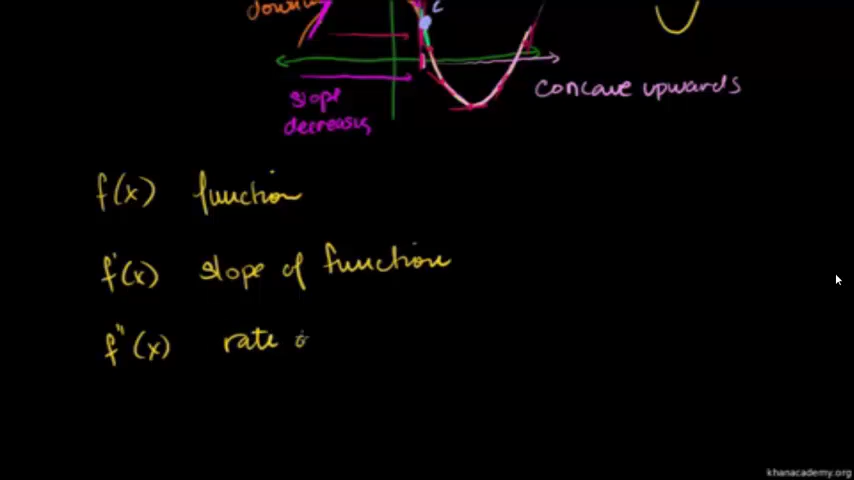 c
concave upwards
slope
decreasing
f(x) function
f'(x) slope of function
f"(x) rate
khanacademy.org